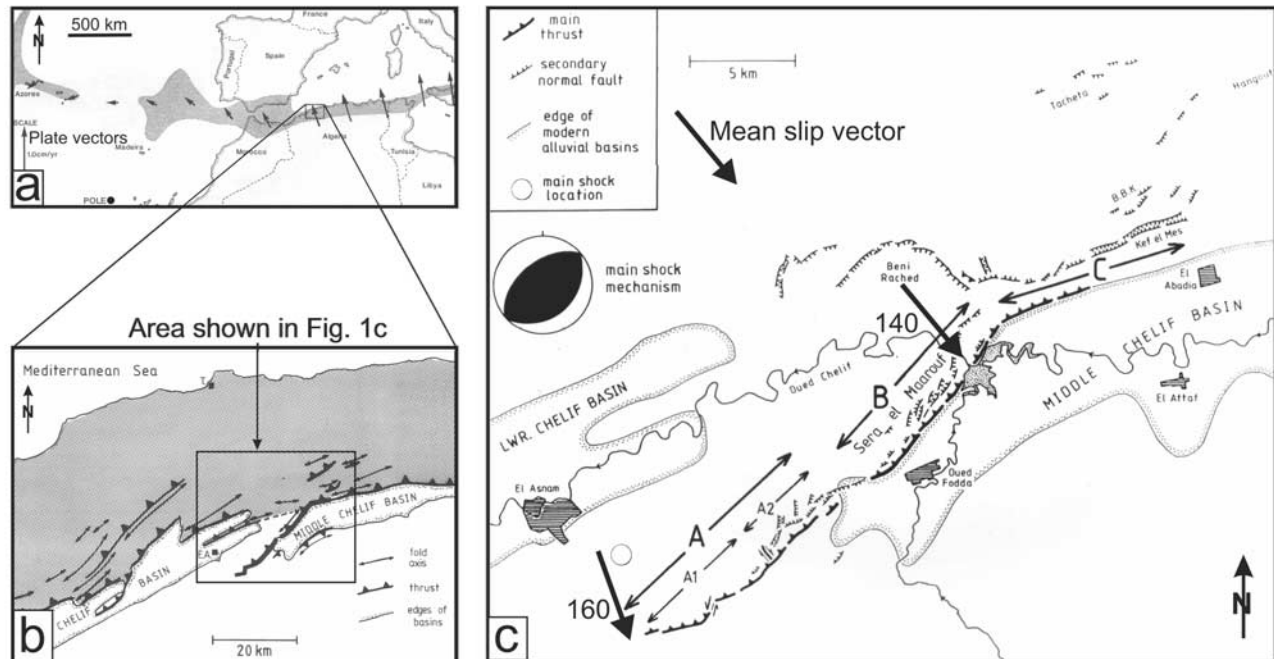 a
N
500 km
France
Italy
Portugal
Spain
Azores
SCALE
Plate vectors
1.0cm/yr
Madeira
Morocco
Algeria
Tunisia
Libya
POLE
Area shown in Fig. 1c
Mediterranean Sea
N
T
E.A
CHELIF BASIN
MIDDLE CHELIF BASIN
fold
axis
thrust
edges of
basins
20 km
b
main
thrust
secondary
normal fault
edge of
modern
alluvial basins
main shock
location
5 km
Mean slip vector
main shock
mechanism
Tacheta
Hangout
B.B.K
Kef el Mes
C
El
Abadia
Beni
Rached
140
CHELIF BASIN
MIDDLE
El Attaf
Oued Chelif
B
Sera el Maarouf
LWR. CHELIF BASIN
Oued
Fodda
El Asnam
A
A2
A1
160
N
c